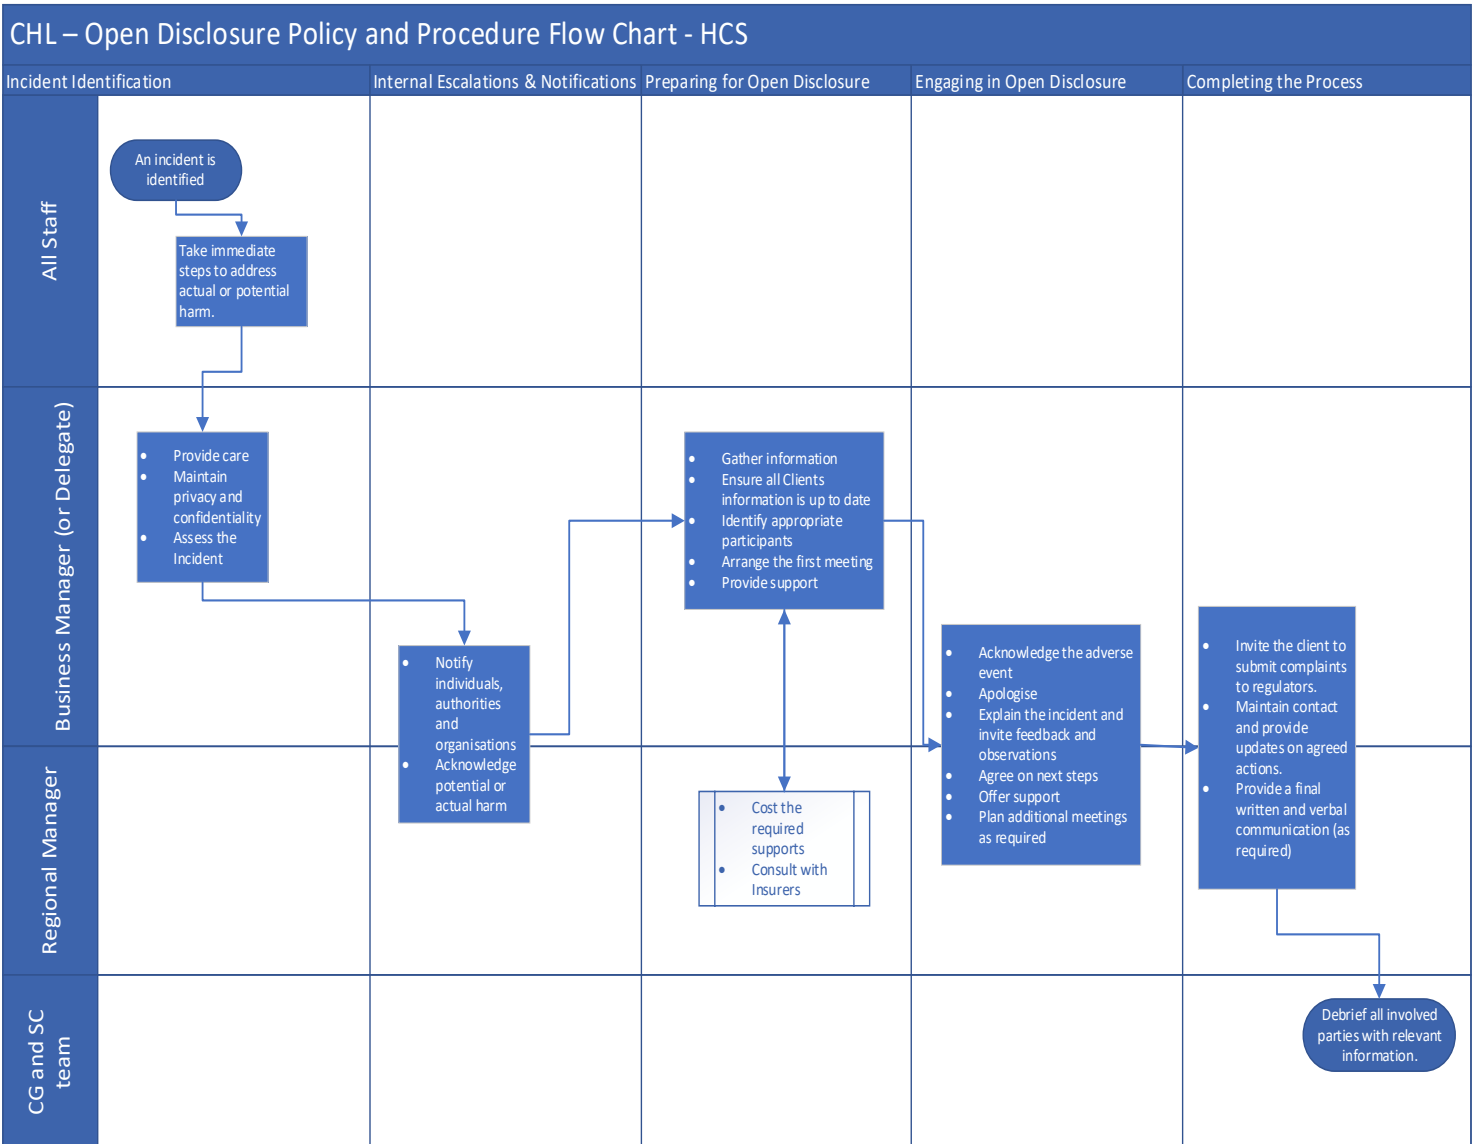 CHL – Open Disclosure Policy and Procedure Flow Chart - HCS
Incident Identification
Internal Escalations & Notifications
Preparing for Open Disclosure
Engaging in Open Disclosure
Completing the Process
All Staff
An incident is
identified
Take immediate
steps to address
actual or potential
harm.
Business Manager (or Delegate)
• Provide care
• Maintain
privacy and
confidentiality
• Assess the
Incident
• Notify
individuals,
authorities
and
organisations
• Acknowledge
potential or
actual harm
• Gather information
• Ensure all Clients
information is up to date
• Identify appropriate
participants
• Arrange the first meeting
• Provide support
• Acknowledge the adverse
event
• Apologise
• Explain the incident and
invite feedback and
observations
• Agree on next steps
• Offer support
• Plan additional meetings
as required
• Invite the client to
submit complaints
to regulators.
• Maintain contact
and provide
updates on agreed
actions.
• Provide a final
written and verbal
communication (as
required)
Regional Manager
• Cost the
required
supports
• Consult with
Insurers
CG and SC
team
Debrief all involved
parties with relevant
information.